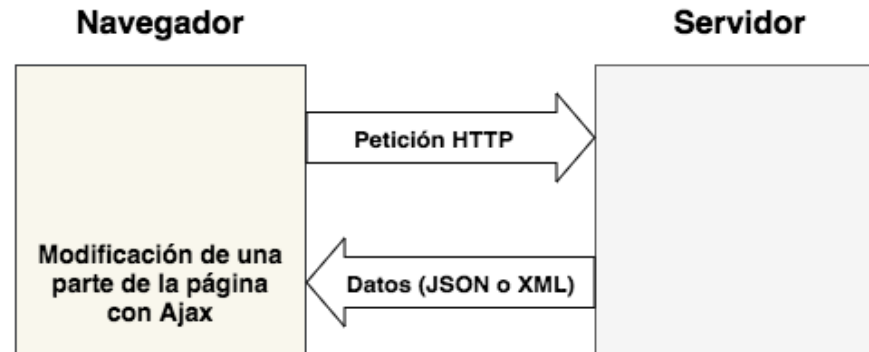 Navegador
Servidor
Petición HTTP
Modificación de una
parte de la página
con Ajax
Datos (JSON o XML)